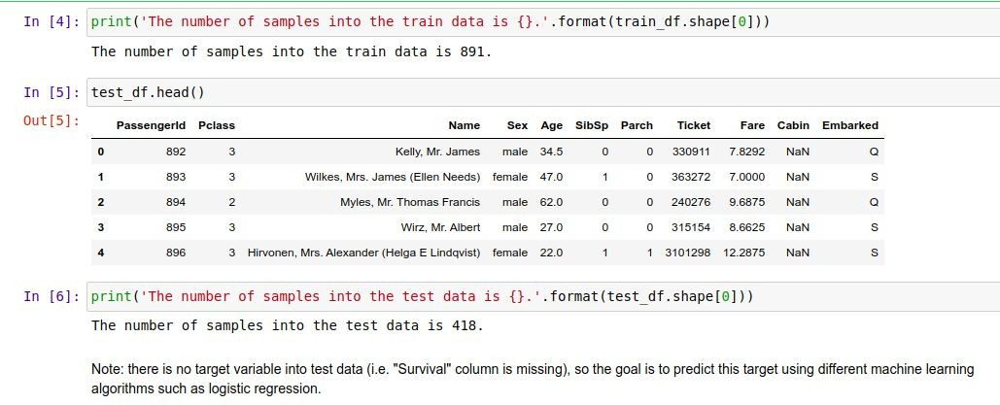 In [4]: print('The number of samples into the train data is {}.'.format(train_df.shape[0]))
The number of samples into the train data is 891.
In [5]: test_df.head()
Out[5]:
PassengerId Pclass Name Sex Age SibSp Parch Ticket Fare Cabin Embarked
0 892 3 Kelly, Mr. James male 34.5 0 0 330911 7.8292 NaN Q
1 893 3 Wilkes, Mrs. James (Ellen Needs) female 47.0 1 0 363272 7.0000 NaN S
2 894 2 Myles, Mr. Thomas Francis male 62.0 0 0 240276 9.6875 NaN Q
3 895 3 Wirz, Mr. Albert male 27.0 0 0 315154 8.6625 NaN S
4 896 3 Hirvonen, Mrs. Alexander (Helga E Lindqvist) female 22.0 1 1 3101298 12.2875 NaN S
In [6]: print('The number of samples into the test data is {}.'.format(test_df.shape[0]))
The number of samples into the test data is 418.
Note: there is no target variable into test data (i.e. "Survival" column is missing), so the goal is to predict this target using different machine learning
algorithms such as logistic regression.